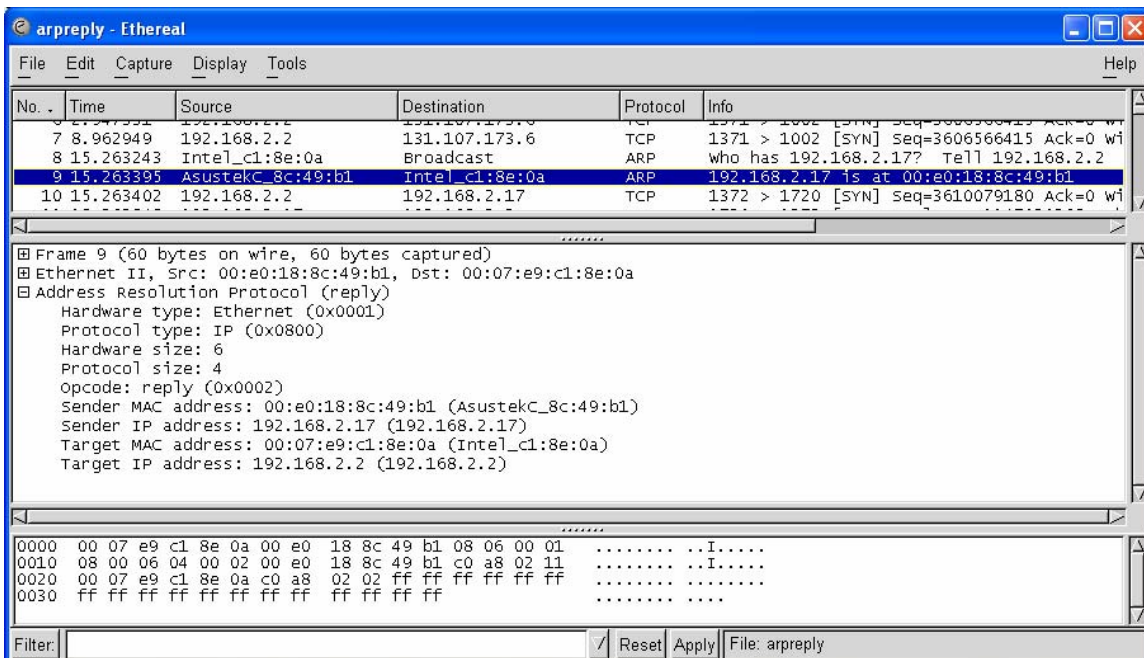 arpreply - Ethereal
File Edit Capture Display Tools Help
No. . Time Source Destination Protocol Info
7 8.962949 192.168.2.2 131.107.173.6 TCP 1371 > 1002 [SYN] Seq=3606566415 Ack=0 Wi
8 15.263243 Intel_c1:8e:0a Broadcast ARP Who has 192.168.2.17? Tell 192.168.2.2
9 15.263395 AsustekC_8c:49:b1 Intel_c1:8e:0a ARP 192.168.2.17 is at 00:e0:18:8c:49:b1
10 15.263402 192.168.2.2 192.168.2.17 TCP 1372 > 1720 [SYN] Seq=3610079180 Ack=0 Wi
Frame 9 (60 bytes on wire, 60 bytes captured)
Ethernet II, Src: 00:e0:18:8c:49:b1, Dst: 00:07:e9:c1:8e:0a
Address Resolution Protocol (reply)
Hardware type: Ethernet (0x0001)
Protocol type: IP (0x0800)
Hardware size: 6
Protocol size: 4
Opcode: reply (0x0002)
Sender MAC address: 00:e0:18:8c:49:b1 (AsustekC_8c:49:b1)
Sender IP address: 192.168.2.17 (192.168.2.17)
Target MAC address: 00:07:e9:c1:8e:0a (Intel_c1:8e:0a)
Target IP address: 192.168.2.2 (192.168.2.2)
0000 00 07 e9 c1 8e 0a 00 e0 18 8c 49 b1 08 06 00 01 ........ ..I.....
0010 08 00 06 04 00 02 00 e0 18 8c 49 b1 c0 a8 02 11 ........ ..I.....
0020 00 07 e9 c1 8e 0a c0 a8 02 02 ff ff ff ff ff ff ........ ........
0030 ff ff ff ff ff ff ff ff ff ff ff ff ........ ....
Filter: Reset Apply File: arpreply